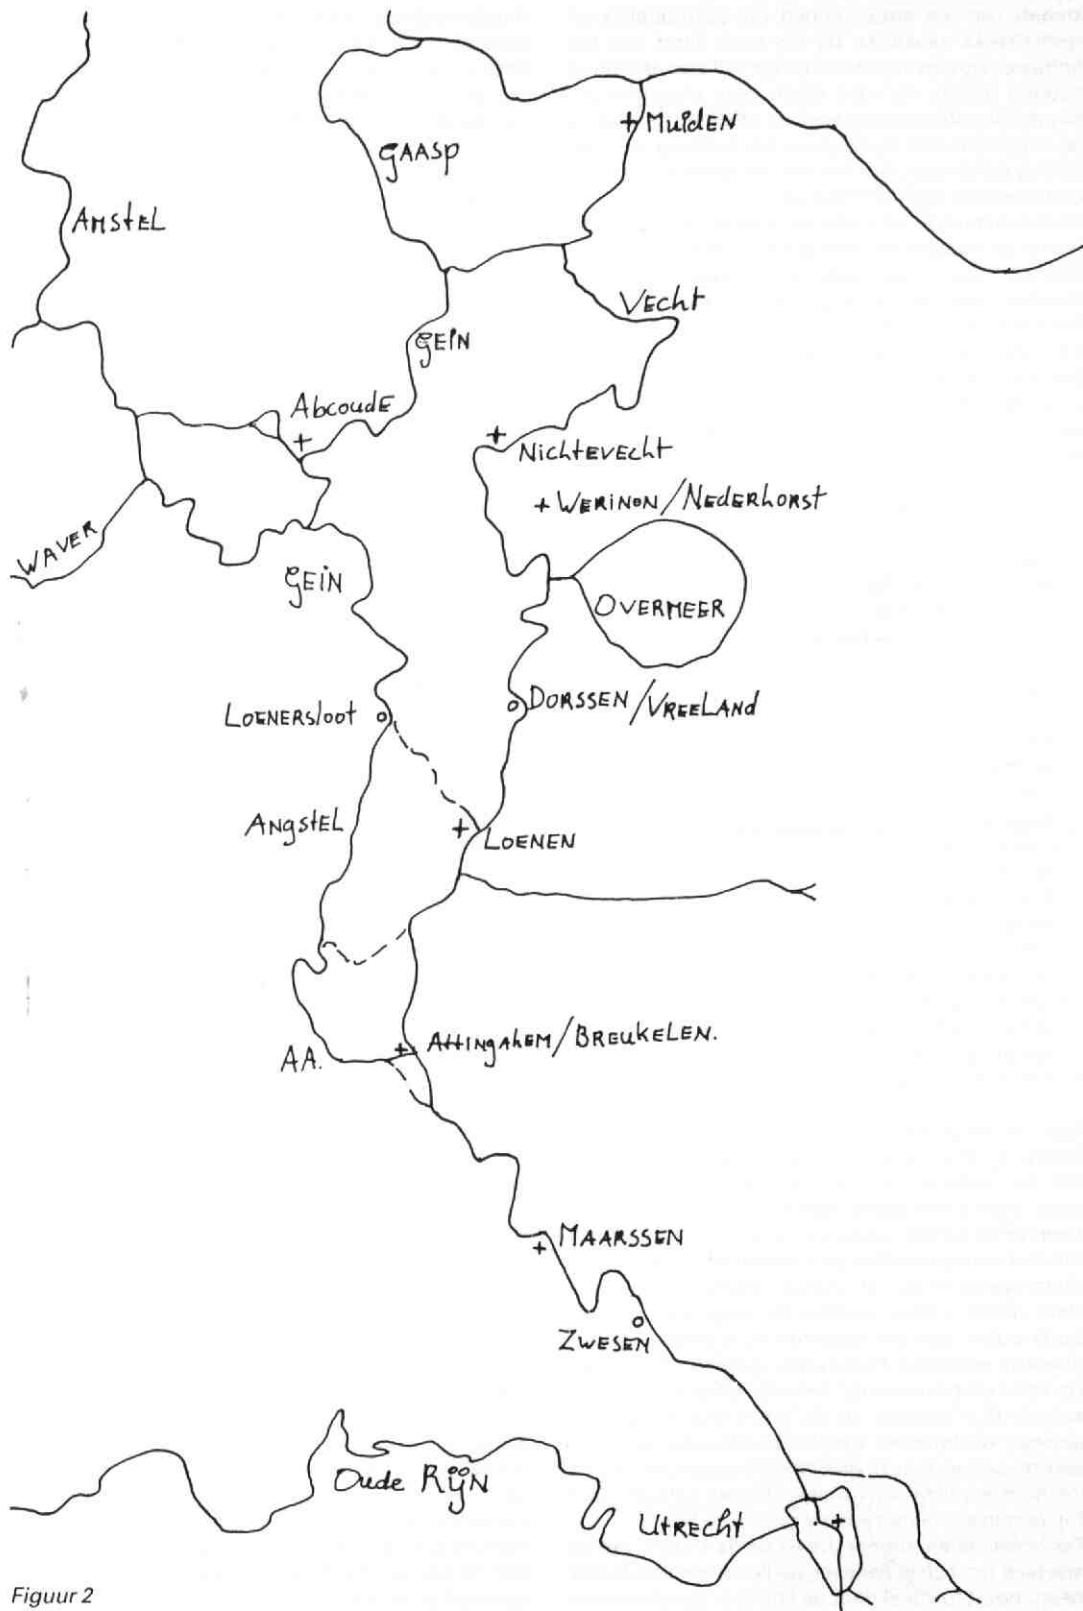 + MUIDEN
GAASP
AMSTEL
VECHT
GEIN
ABCOUDE
+
+
NICHTEVECHT
+ WERINON/NEDERHORST
WAVER
GEIN
OVERMEER
LOENERSLOOT
DORSSEN/VREELAND
ANGSTEL
+
LOENEN
+ ATTINGAHEM/BREUKELEN.
AA.
MAARSSEN
+
ZWESEN
OUDE RIJN
UTRECHT
+
Figuur 2